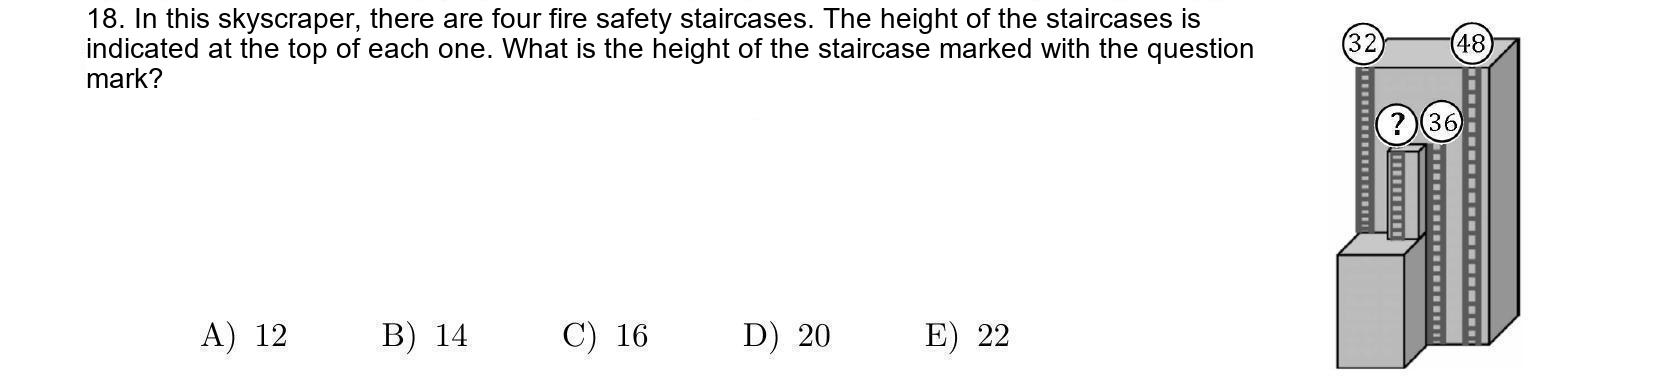 18. In this skyscraper, there are four fire safety staircases. The height of the staircases is
indicated at the top of each one. What is the height of the staircase marked with the question
mark?
32 48
? 36
A) 12 B) 14 C) 16 D) 20 E) 22